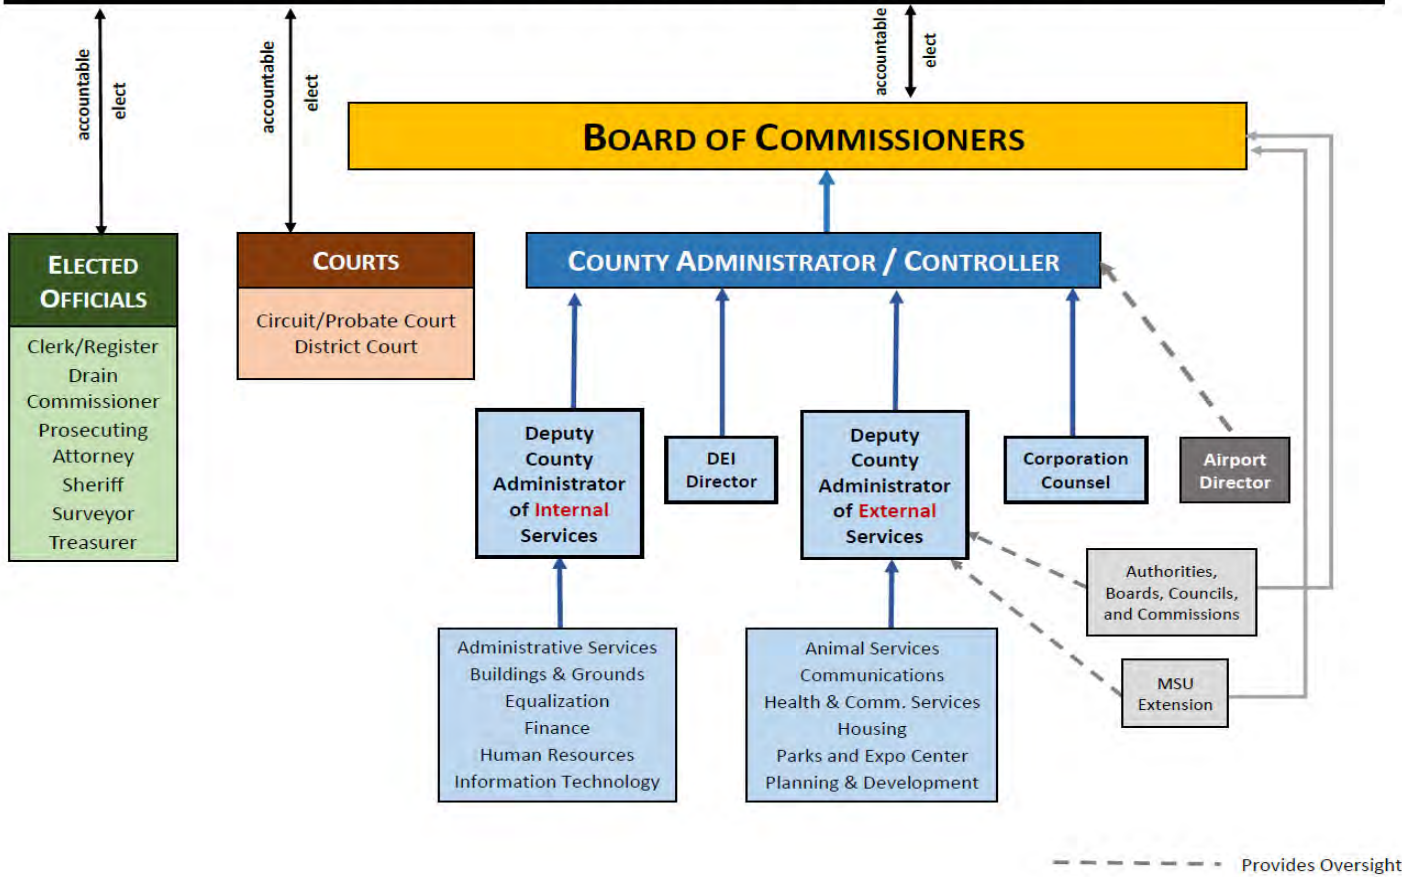 accountable
elect
accountable
elect
accountable
elect
BOARD OF COMMISSIONERS
ELECTED
OFFICIALS
Clerk/Register
Drain
Commissioner
Prosecuting
Attorney
Sheriff
Surveyor
Treasurer
COURTS
Circuit/Probate Court
District Court
COUNTY ADMINISTRATOR / CONTROLLER
Deputy
County
Administrator
of Internal
Services
DEI
Director
Deputy
County
Administrator
of External
Services
Corporation
Counsel
Airport
Director
Authorities,
Boards, Councils,
and Commissions
MSU
Extension
Administrative Services
Buildings & Grounds
Equalization
Finance
Human Resources
Information Technology
Animal Services
Communications
Health & Comm. Services
Housing
Parks and Expo Center
Planning & Development
Provides Oversight